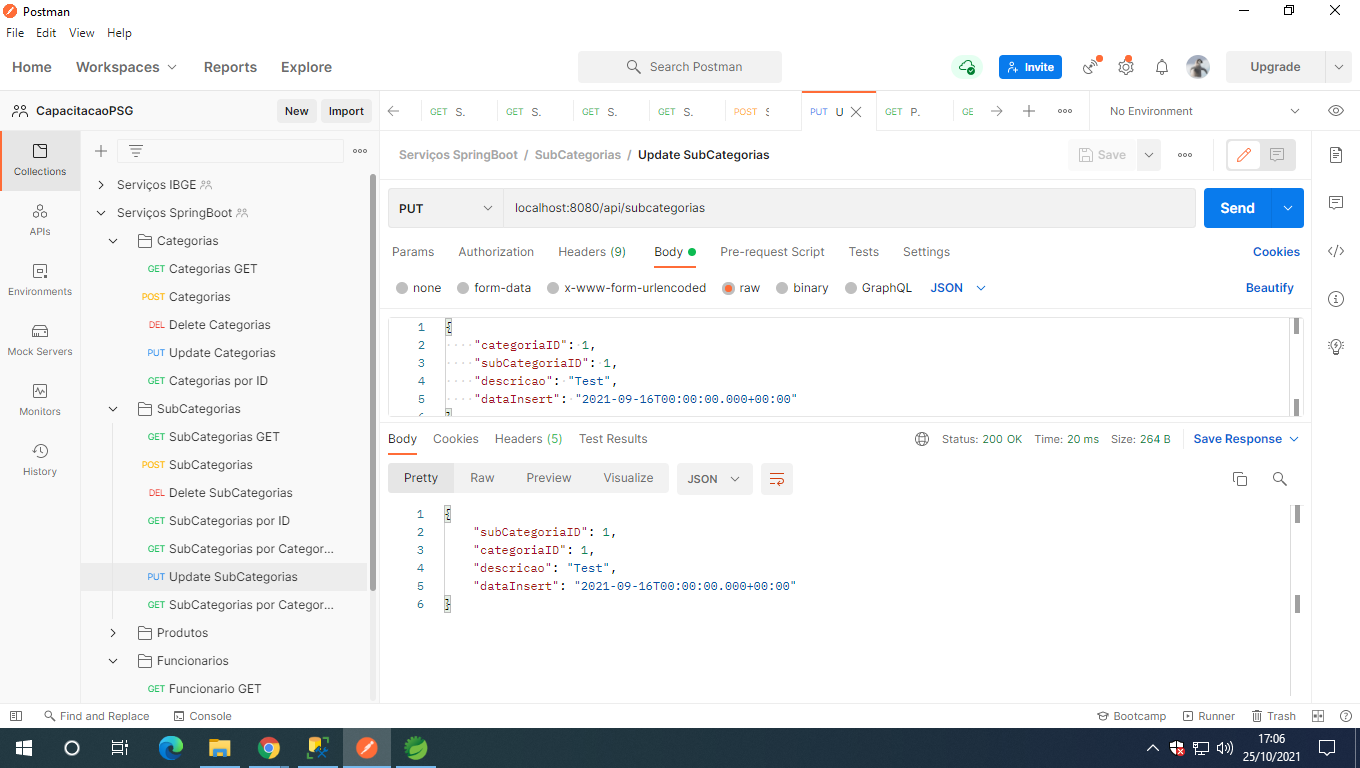 Postman
File Edit View Help
Home Workspaces Reports Explore Search Postman Invite Upgrade
CapacitacaoPSG New Import GET S. GET S. GET S. GET S. POST PUT U GET P. GE No Environment
Collections
APIs
Environments
Mock Servers
Monitors
History
Serviços IBGE
Serviços SpringBoot
Categorias
GET Categorias GET
POST Categorias
DEL Delete Categorias
PUT Update Categorias
GET Categorias por ID
SubCategorias
GET SubCategorias GET
POST SubCategorias
DEL Delete SubCategorias
GET SubCategorias por ID
GET SubCategorias por Categor...
PUT Update SubCategorias
GET SubCategorias por Categor...
Produtos
Funcionarios
GET Funcionario GET
Serviços SpringBoot / SubCategorias / Update SubCategorias Save
PUT localhost:8080/api/subcategorias Send
Params Authorization Headers (9) Body Pre-request Script Tests Settings Cookies
none form-data x-www-form-urlencoded raw binary GraphQL JSON Beautify
1 {
2 "categoriaID": 1,
3 "subCategoriaID": 1,
4 "descricao": "Test",
5 "dataInsert": "2021-09-16T00:00:00.000+00:00"
Body Cookies Headers (5) Test Results Status: 200 OK Time: 20 ms Size: 264 B Save Response
Pretty Raw Preview Visualize JSON
1 {
2 "subCategoriaID": 1,
3 "categoriaID": 1,
4 "descricao": "Test",
5 "dataInsert": "2021-09-16T00:00:00.000+00:00"
6 }
Find and Replace Console Bootcamp Runner Trash
17:06
25/10/2021